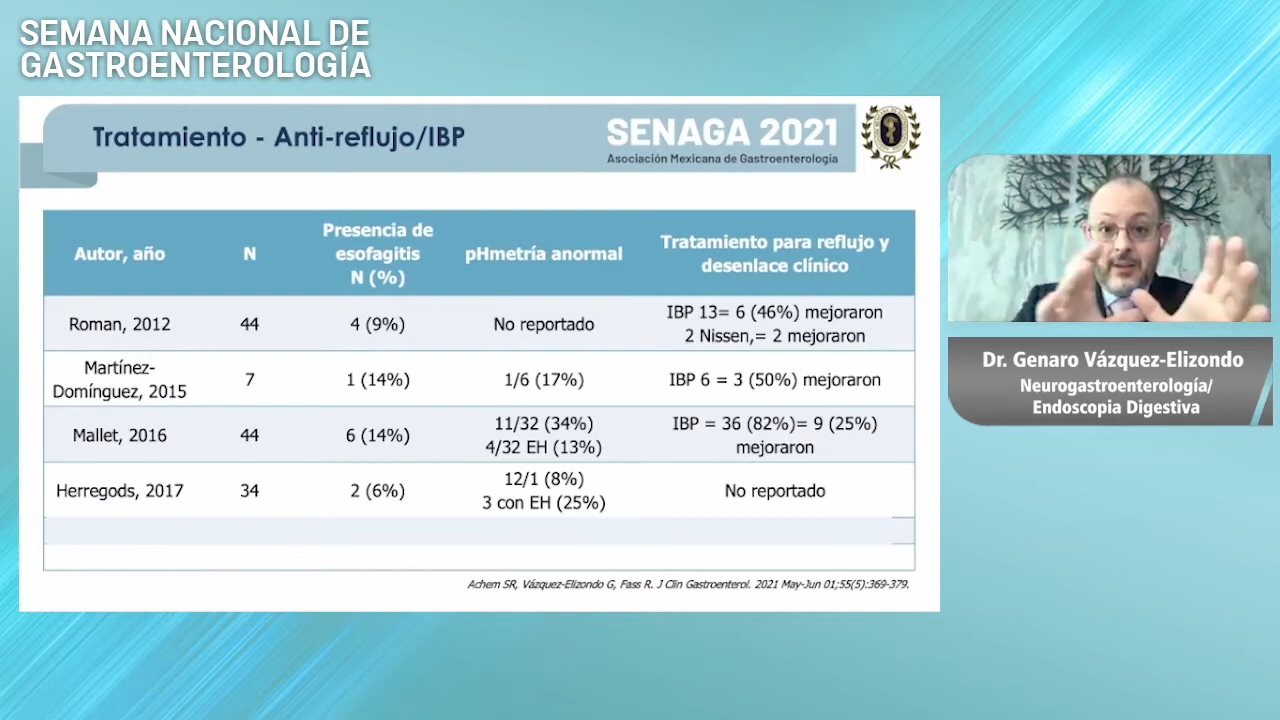 SEMANA NACIONAL DE
GASTROENTEROLOGÍA
Tratamiento - Anti-reflujo/IBP
SENAGA 2021
Asociación Mexicana de Gastroenterología
Autor, año
N
Presencia de
esofagitis
N (%)
pHmetría anormal
Tratamiento para reflujo y
desenlace clínico
Roman, 2012
44
4 (9%)
No reportado
IBP 13= 6 (46%) mejoraron
2 Nissen,= 2 mejoraron
Martínez-
Domínguez, 2015
7
1 (14%)
1/6 (17%)
IBP 6 = 3 (50%) mejoraron
Mallet, 2016
44
6 (14%)
11/32 (34%)
4/32 EH (13%)
IBP = 36 (82%)= 9 (25%)
mejoraron
Herregods, 2017
34
2 (6%)
12/1 (8%)
3 con EH (25%)
No reportado
Achem SR, Vázquez-Elizondo G, Fass R. J Clin Gastroenterol. 2021 May-Jun 01;55(5):369-379.
Dr. Genaro Vázquez-Elizondo
Neurogastroenterología/
Endoscopia Digestiva